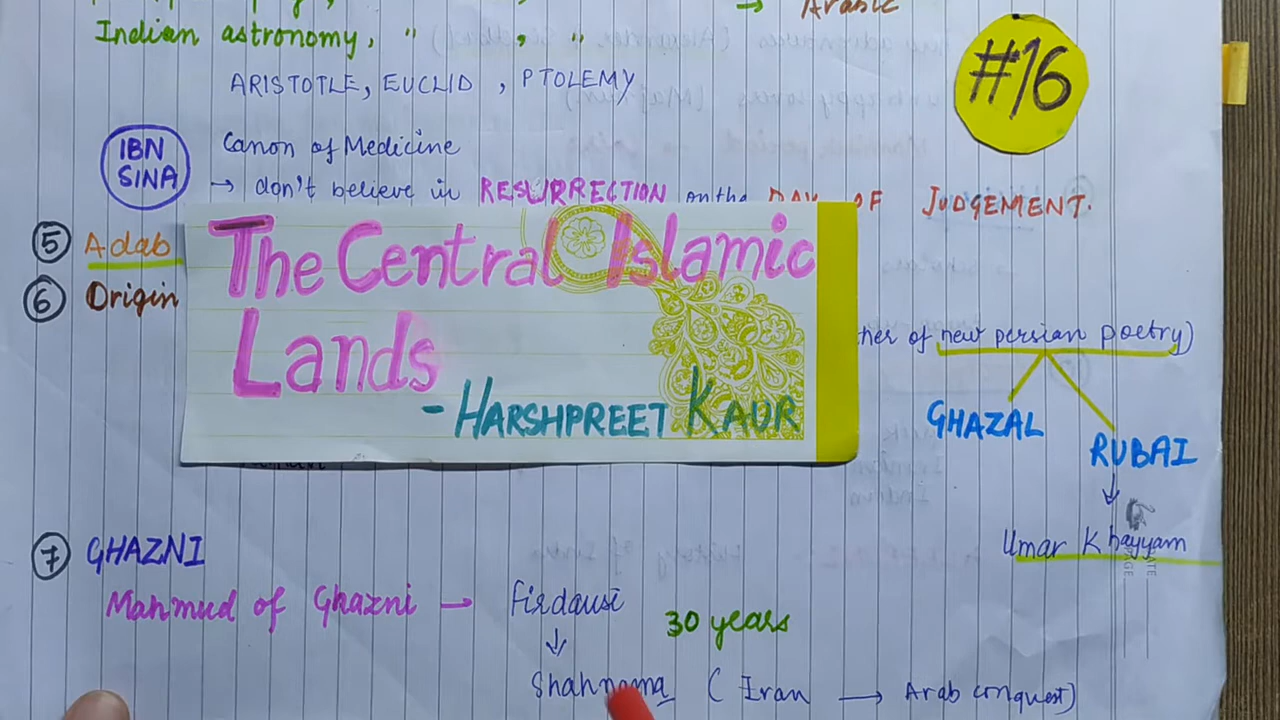 → Arabic
Indian astronomy, " , "
#16
ARISTOTLE, EUCLID , PTOLEMY
IBN SINA
Canon of Medicine
→ don't believe in RESURRECTION on the DAY OF JUDGEMENT.
⑤ Adab
⑥ Origin
The Central Islamic
Lands
- HARSHPREET KAUR
ther of new persian poetry)
GHAZAL
RUBAI
Umar Khayyam
⑦ GHAZNI
Mahmud of Ghazni → Firdausi
30 years
Shahnama ( Iran → Arab conquest)